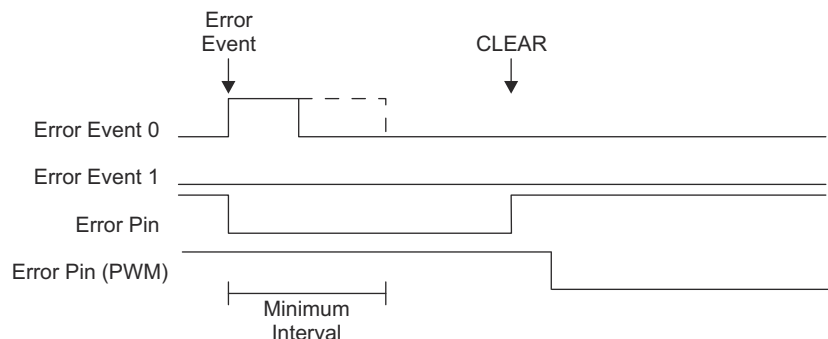 Error
Event
CLEAR
Error Event 0
Error Event 1
Error Pin
Error Pin (PWM)
Minimum
Interval